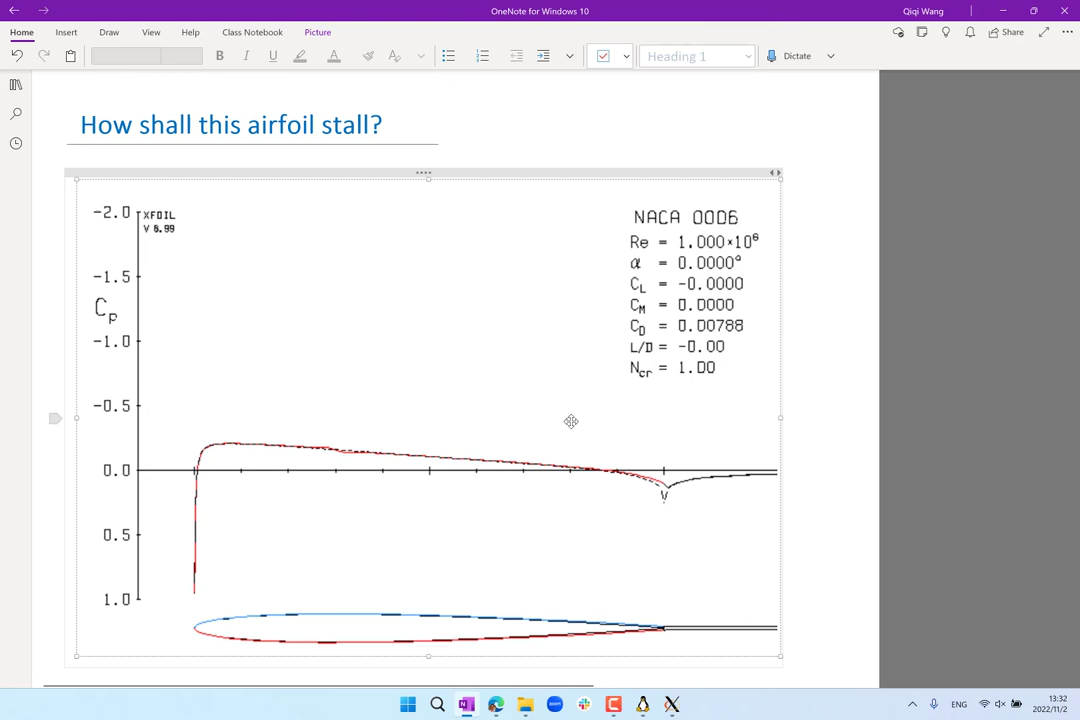 OneNote for Windows 10
Qiqi Wang
Home Insert Draw View Help Class Notebook Picture
Share
B I U A Heading 1 Dictate
How shall this airfoil stall?
XFOIL
V 6.99
-2.0
-1.5
Cp
-1.0
-0.5
0.0
0.5
1.0
NACA 0006
Re = 1.000×10⁶
α = 0.0000°
CL = -0.0000
CM = 0.0000
CD = 0.00788
L/D = -0.00
Ncr = 1.00
ENG
13:32
2022/11/2